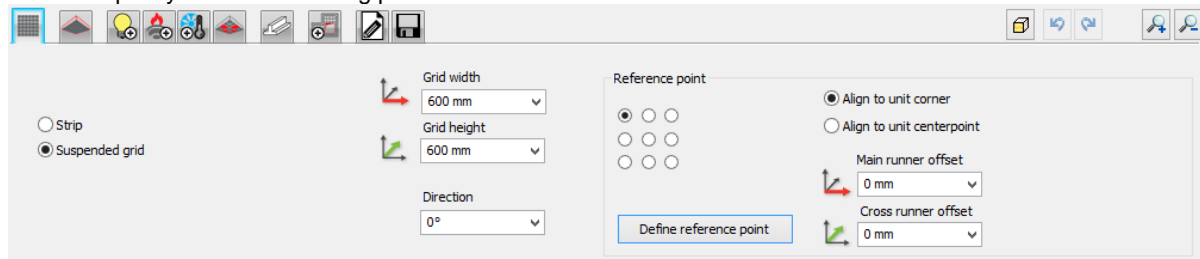 Strip
Suspended grid
Grid width
600 mm
Grid height
600 mm
Direction
0°
Reference point
Define reference point
Align to unit corner
Align to unit centerpoint
Main runner offset
0 mm
Cross runner offset
0 mm